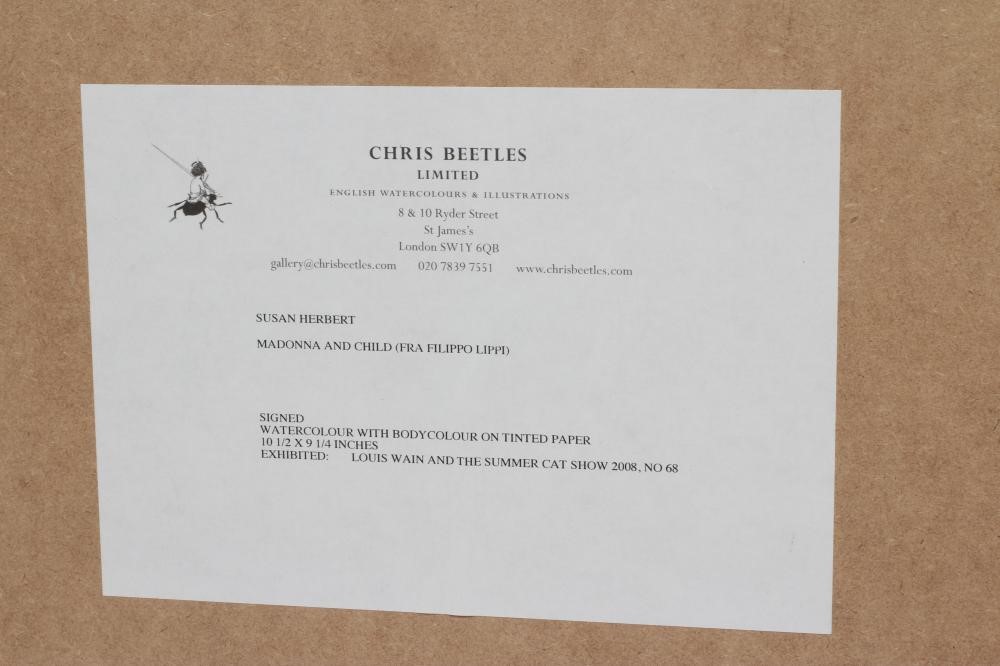 CHRIS BEETLES
LIMITED
ENGLISH WATERCOLOURS & ILLUSTRATIONS
8 & 10 Ryder Street
St James's
London SW1Y 6QB
gallery@chrisbeetles.com 020 7839 7551 www.chrisbeetles.com
SUSAN HERBERT
MADONNA AND CHILD (FRA FILIPPO LIPPI)
SIGNED
WATERCOLOUR WITH BODYCOLOUR ON TINTED PAPER
10 1/2 X 9 1/4 INCHES
EXHIBITED: LOUIS WAIN AND THE SUMMER CAT SHOW 2008, NO 68